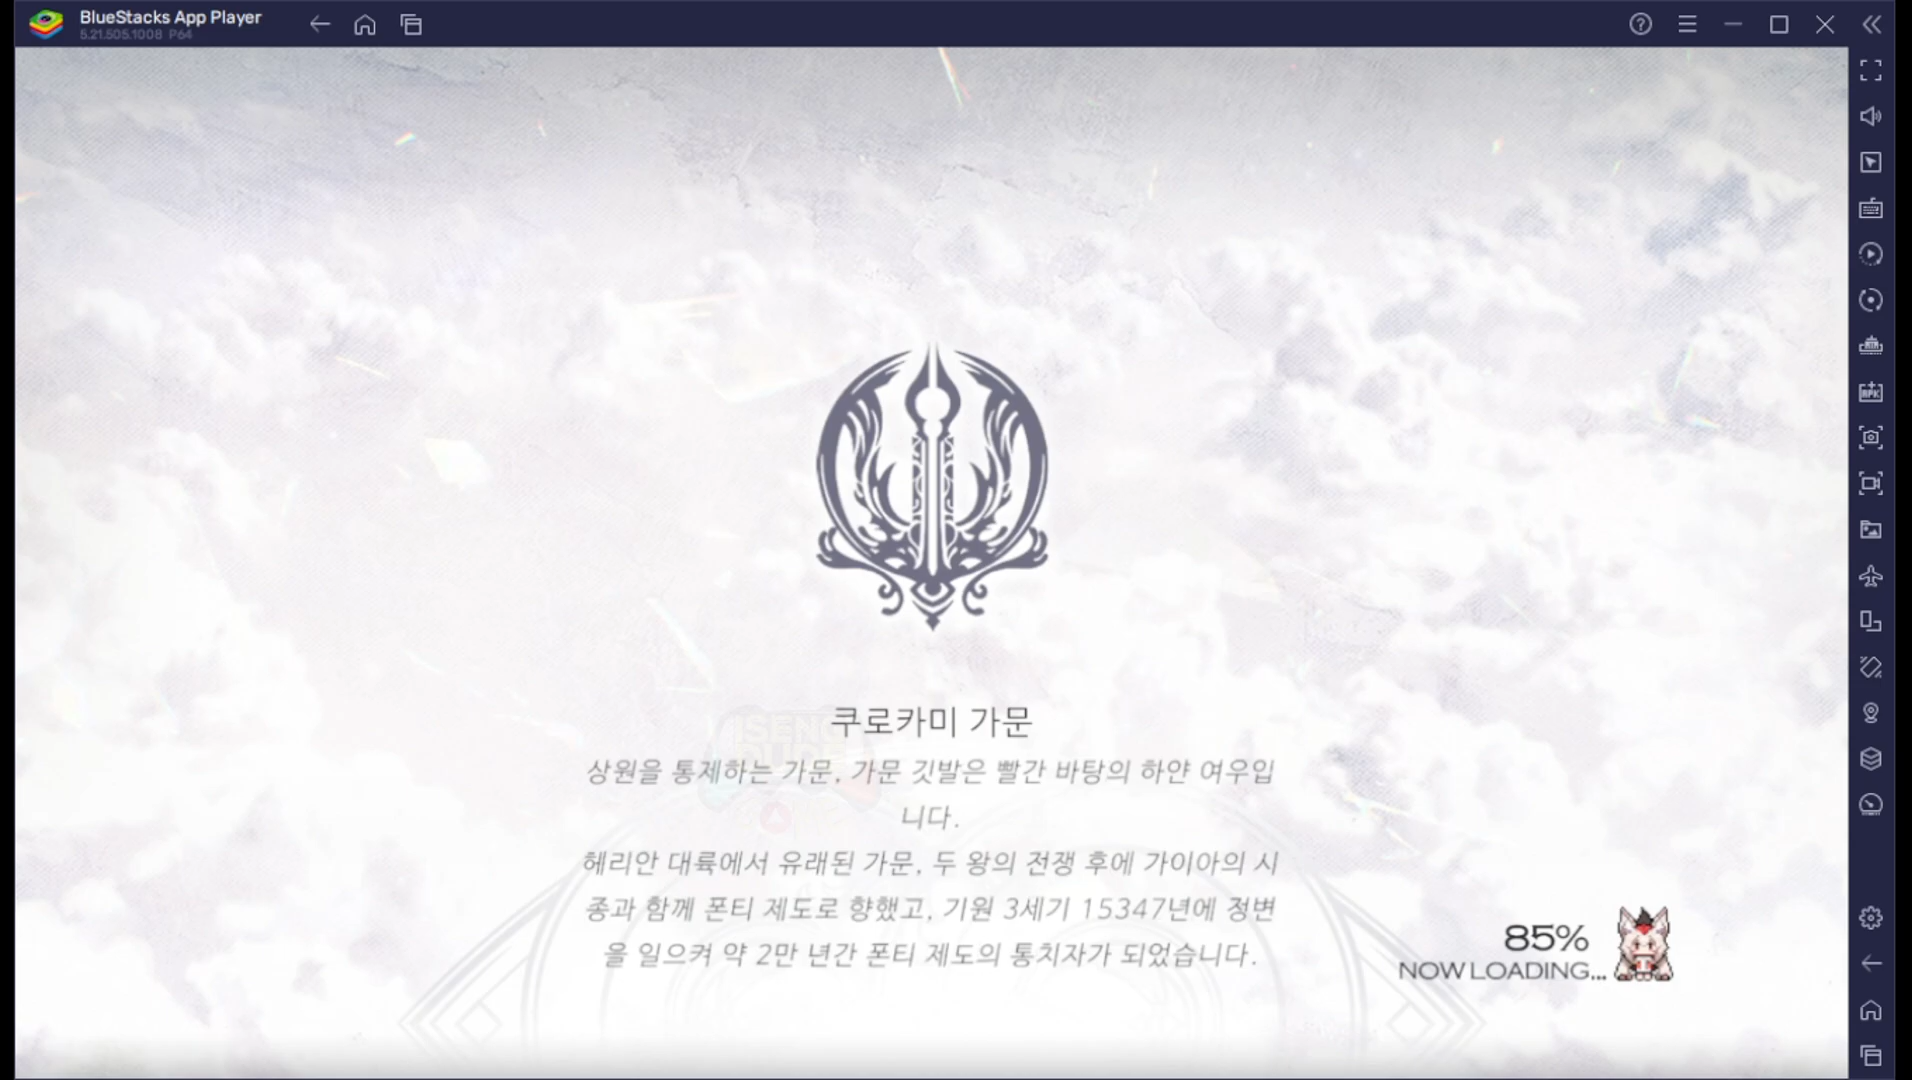 BlueStacks App Player
5.21.505.1008 P64
쿠로카미 가문
상원을 통제하는 가문, 가문 깃발은 빨간 바탕의 하얀 여우입
니다.
헤리안 대륙에서 유래된 가문, 두 왕의 전쟁 후에 가이아의 시
종과 함께 폰티 제도로 향했고, 기원 3세기 15347년에 정변
을 일으켜 약 2만 년간 폰티 제도의 통치자가 되었습니다.
85%
NOW LOADING...